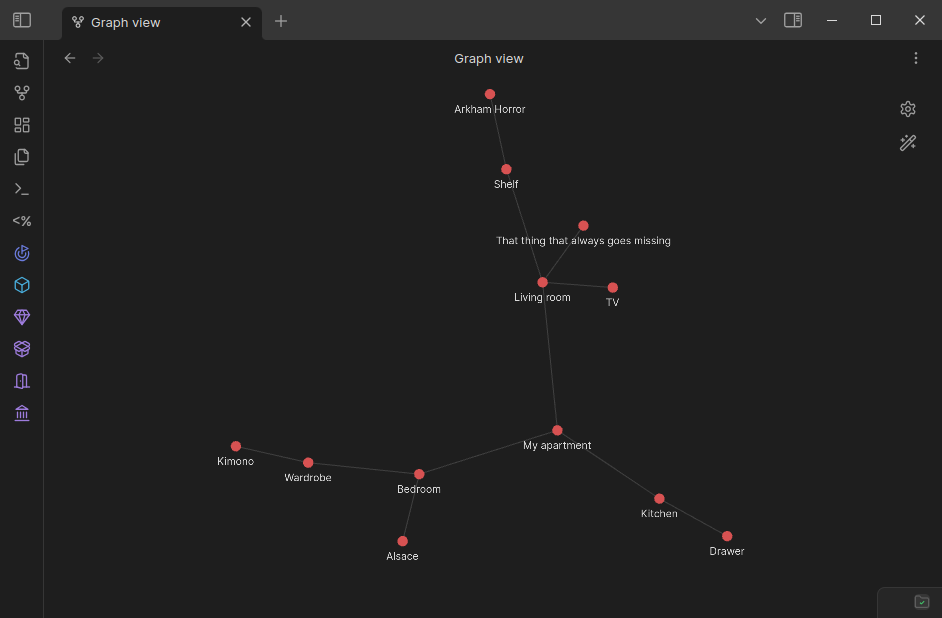 Graph view
Graph view
Arkham Horror
Shelf
That thing that always goes missing
Living room
TV
My apartment
Kimono
Wardrobe
Bedroom
Kitchen
Alsace
Drawer
<%